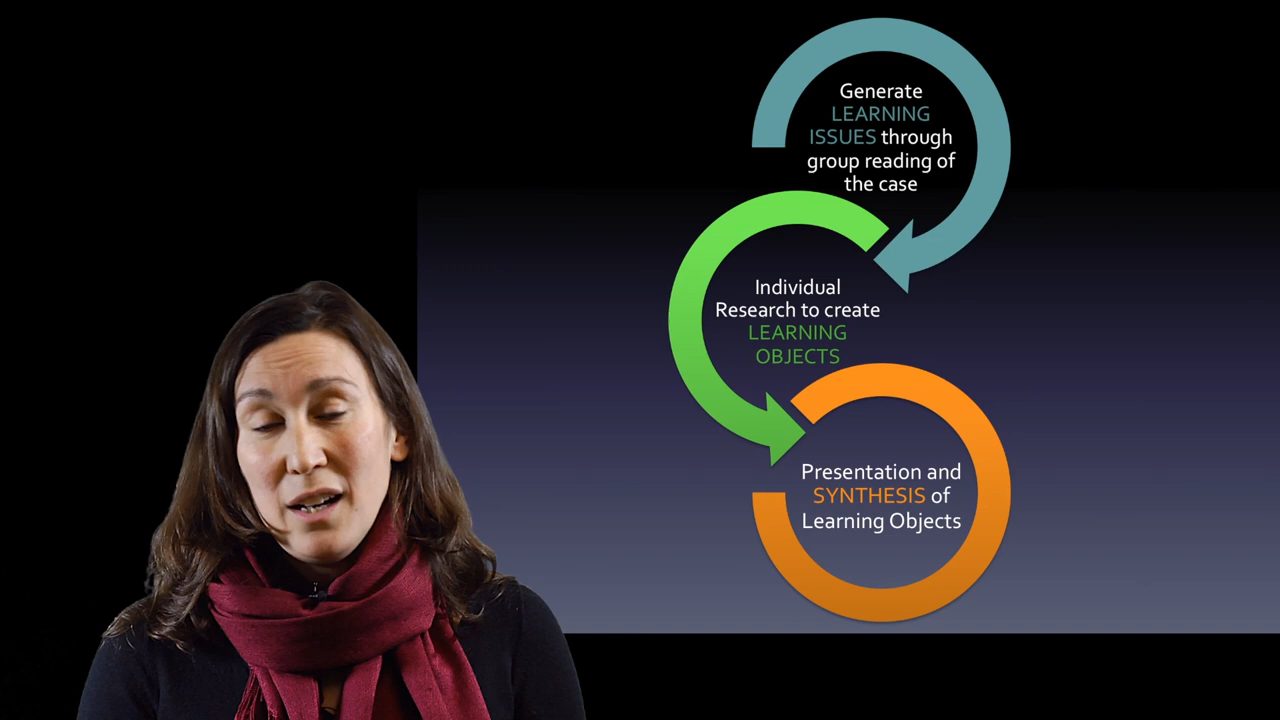 Generate
LEARNING
ISSUES through
group reading of
the case
Individual
Research to create
LEARNING
OBJECTS
Presentation and
SYNTHESIS of
Learning Objects